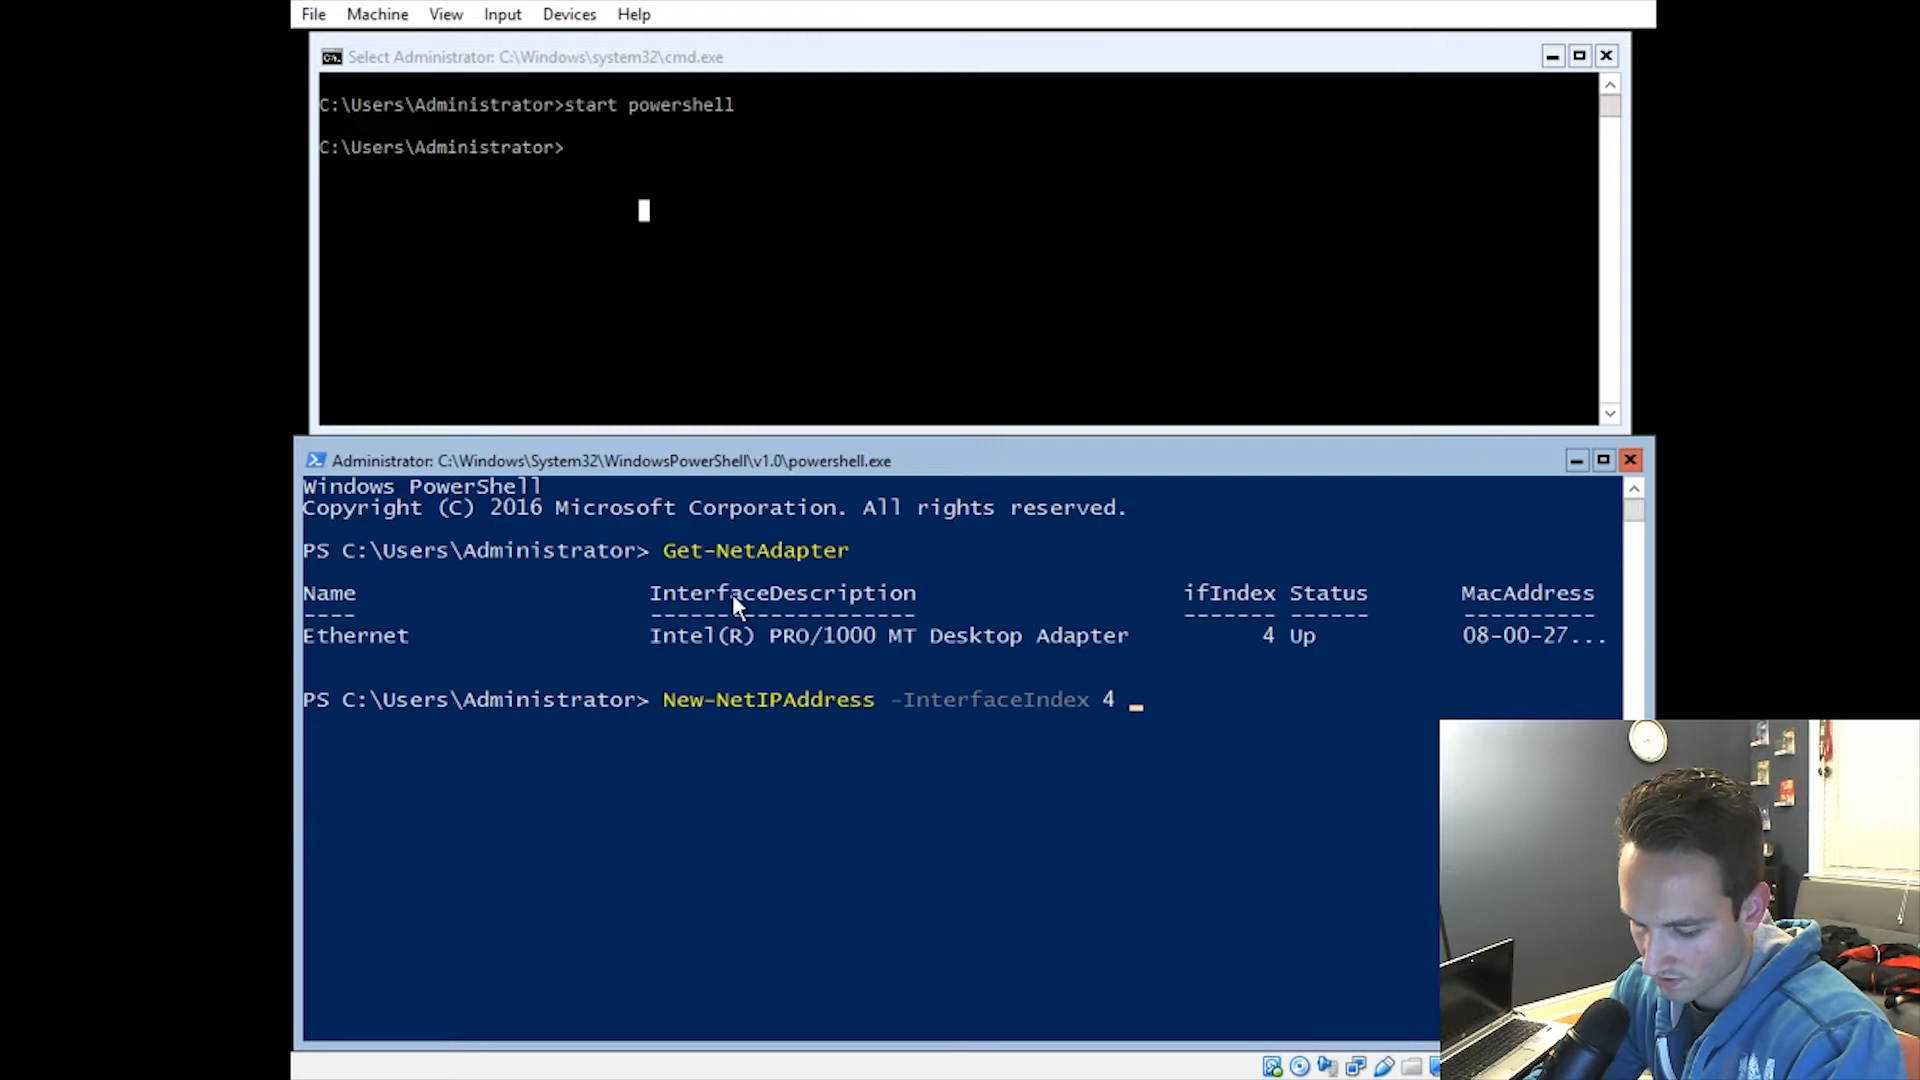 File Machine View Input Devices Help
Select Administrator: C:\Windows\system32\cmd.exe
C:\Users\Administrator>start powershell
C:\Users\Administrator>
Administrator: C:\Windows\System32\WindowsPowerShell\v1.0\powershell.exe
Windows PowerShell
Copyright (C) 2016 Microsoft Corporation. All rights reserved.
PS C:\Users\Administrator> Get-NetAdapter
Name InterfaceDescription ifIndex Status MacAddress
---- -------------------- ------- ------ ----------
Ethernet Intel(R) PRO/1000 MT Desktop Adapter 4 Up 08-00-27...
PS C:\Users\Administrator> New-NetIPAddress -InterfaceIndex 4